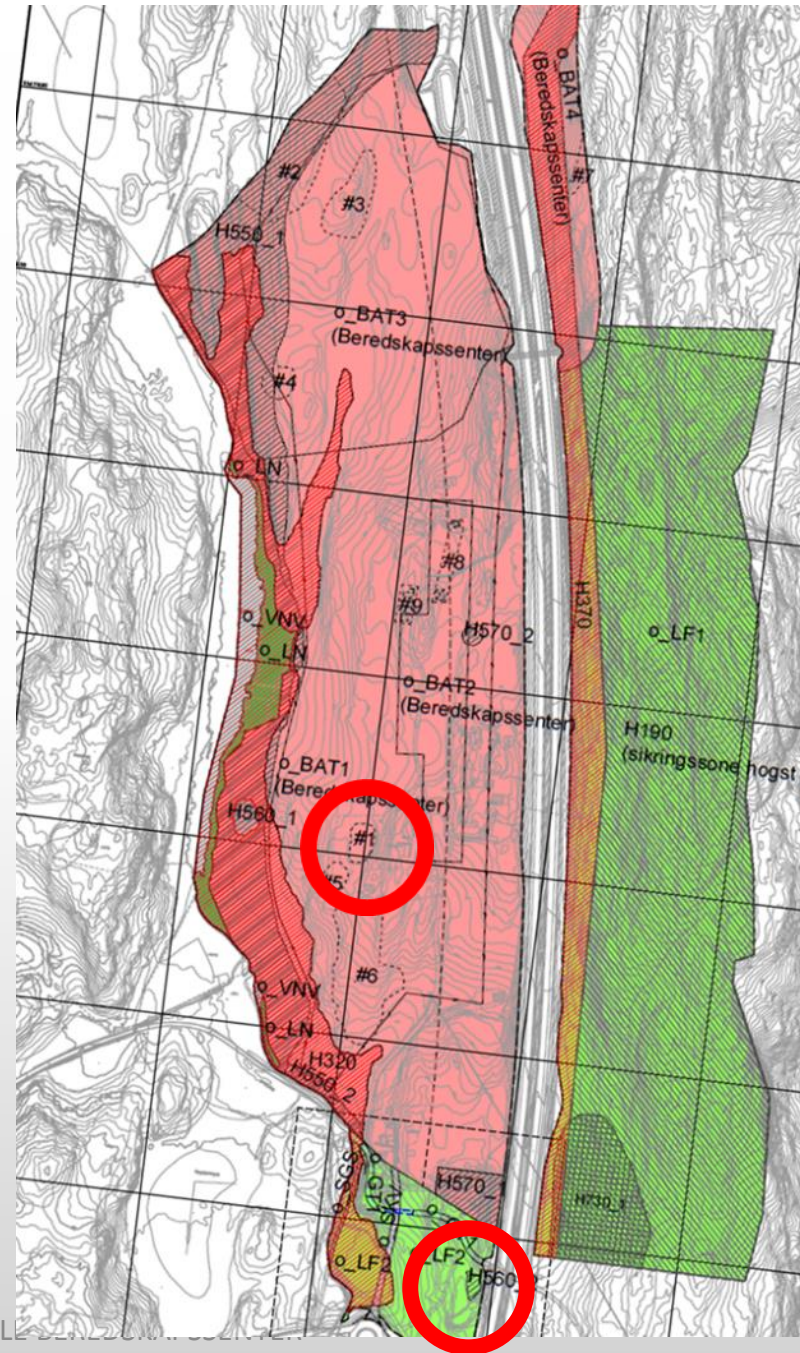 o_BAT4
(Beredskapssenter)
#7
#2
#3
H550_1
o_BAT3
(Beredskapssenter)
#4
o_LN
#8
#9
H570_2
H370
o_LF1
o_VNV
o_LN
o_BAT2
(Beredskapssenter)
H190
(sikringssone hogst
o_BAT1
H560_1
#1
#5
#6
o_VNV
o_LN
H320
H550_2
H570_1
H730_1
o_SGS
o_LF2
LF2